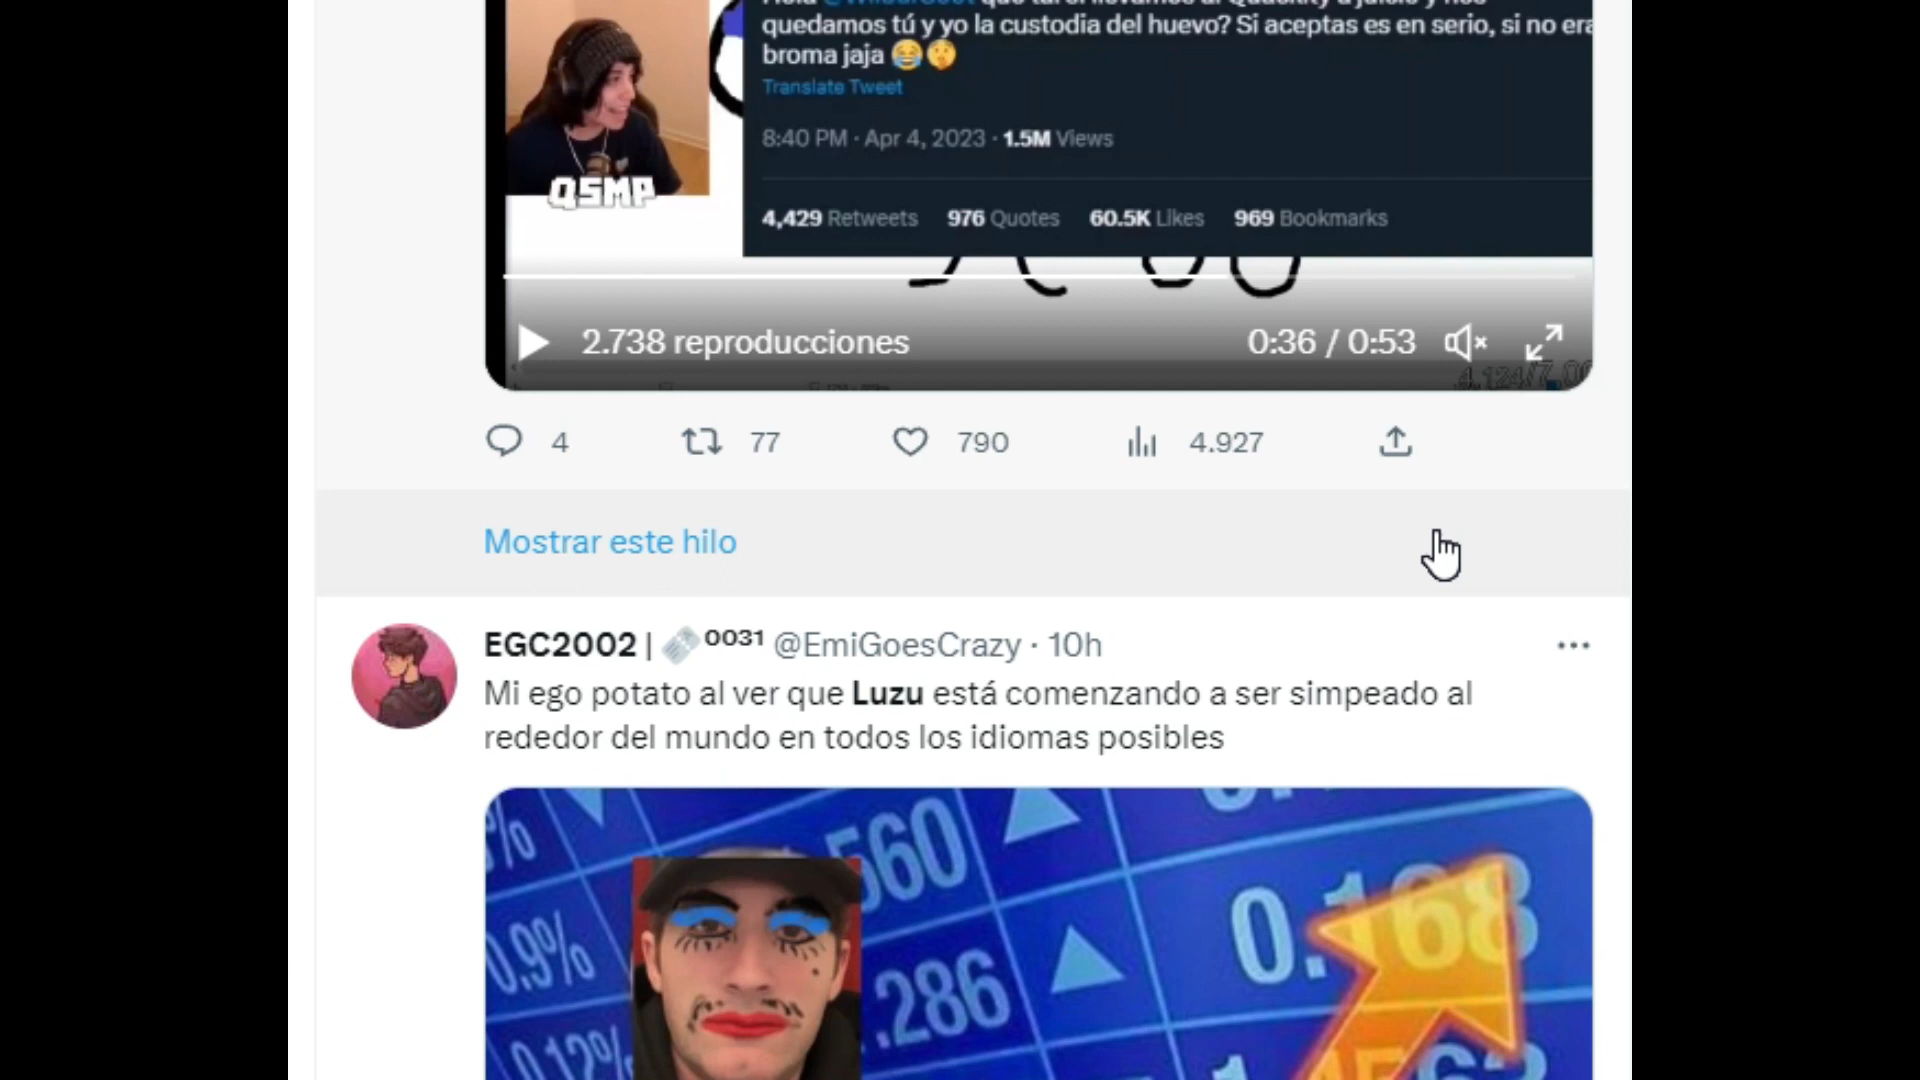 quedamos tú y yo la custodia del huevo? Si aceptas es en serio, si no era
broma jaja 😂🤫
Translate Tweet
8:40 PM · Apr 4, 2023 · 1.5M Views
QSMP
4,429 Retweets 976 Quotes 60.5K Likes 969 Bookmarks
2.738 reproducciones 0:36 / 0:53
4 77 790 4.927
Mostrar este hilo
EGC2002 | 0031 @EmiGoesCrazy · 10h
Mi ego potato al ver que Luzu está comenzando a ser simpeado al
rededor del mundo en todos los idiomas posibles
560
0.168
0.9%
.286
0.12%